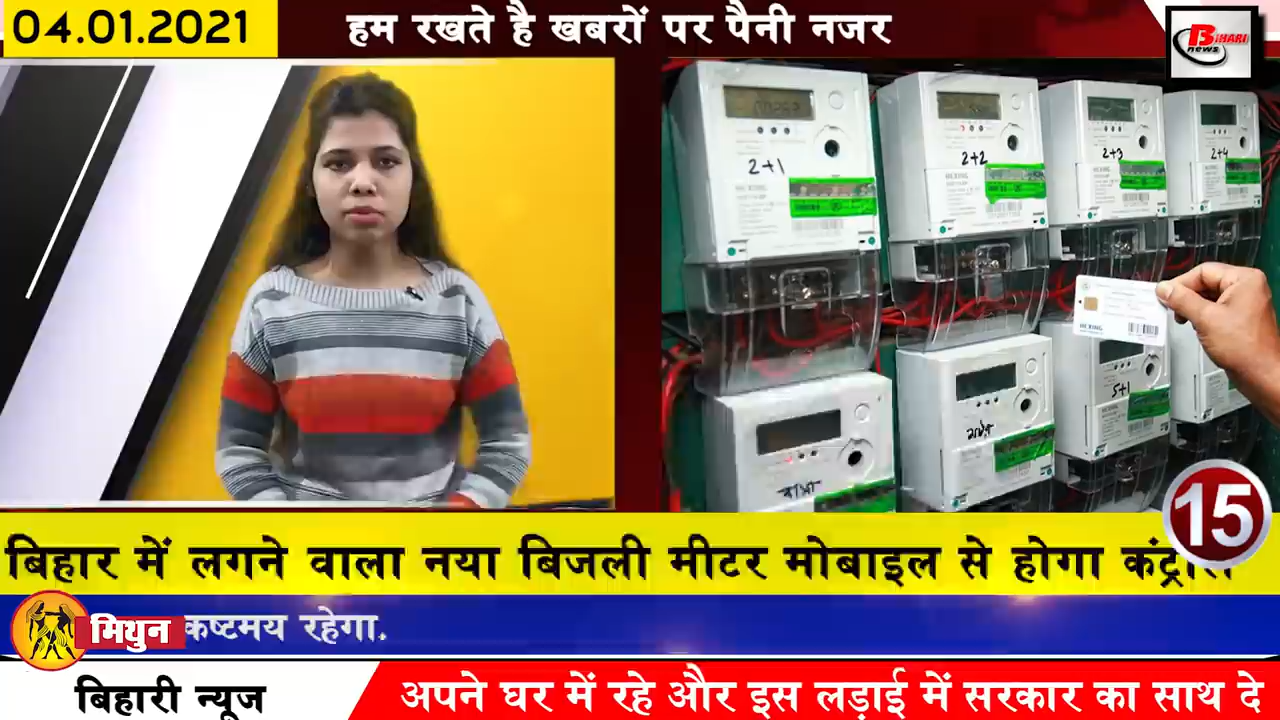 04.01.2021
हम रखते है खबरों पर पैनी नजर
BIHARI
news
2+1
2+2
2+3
2+4
HEXING
5+1
15
बिहार में लगने वाला नया बिजली मीटर मोबाइल से होगा
मिथुन
कष्टमय रहेगा.
बिहारी न्यूज
अपने घर में रहे और इस लड़ाई में सरकार का साथ दे